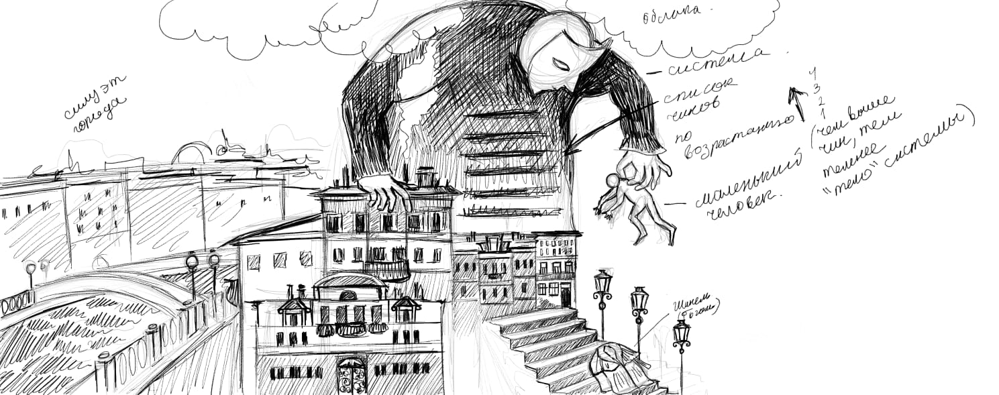 облака.
силуэт
города
— система.
список
чинов
по
возрастанию
4
3
2
1
(чем выше
чин, тем
телнее
"тело" системы)
— маленький
человек.
Шинель
(Гоголь)